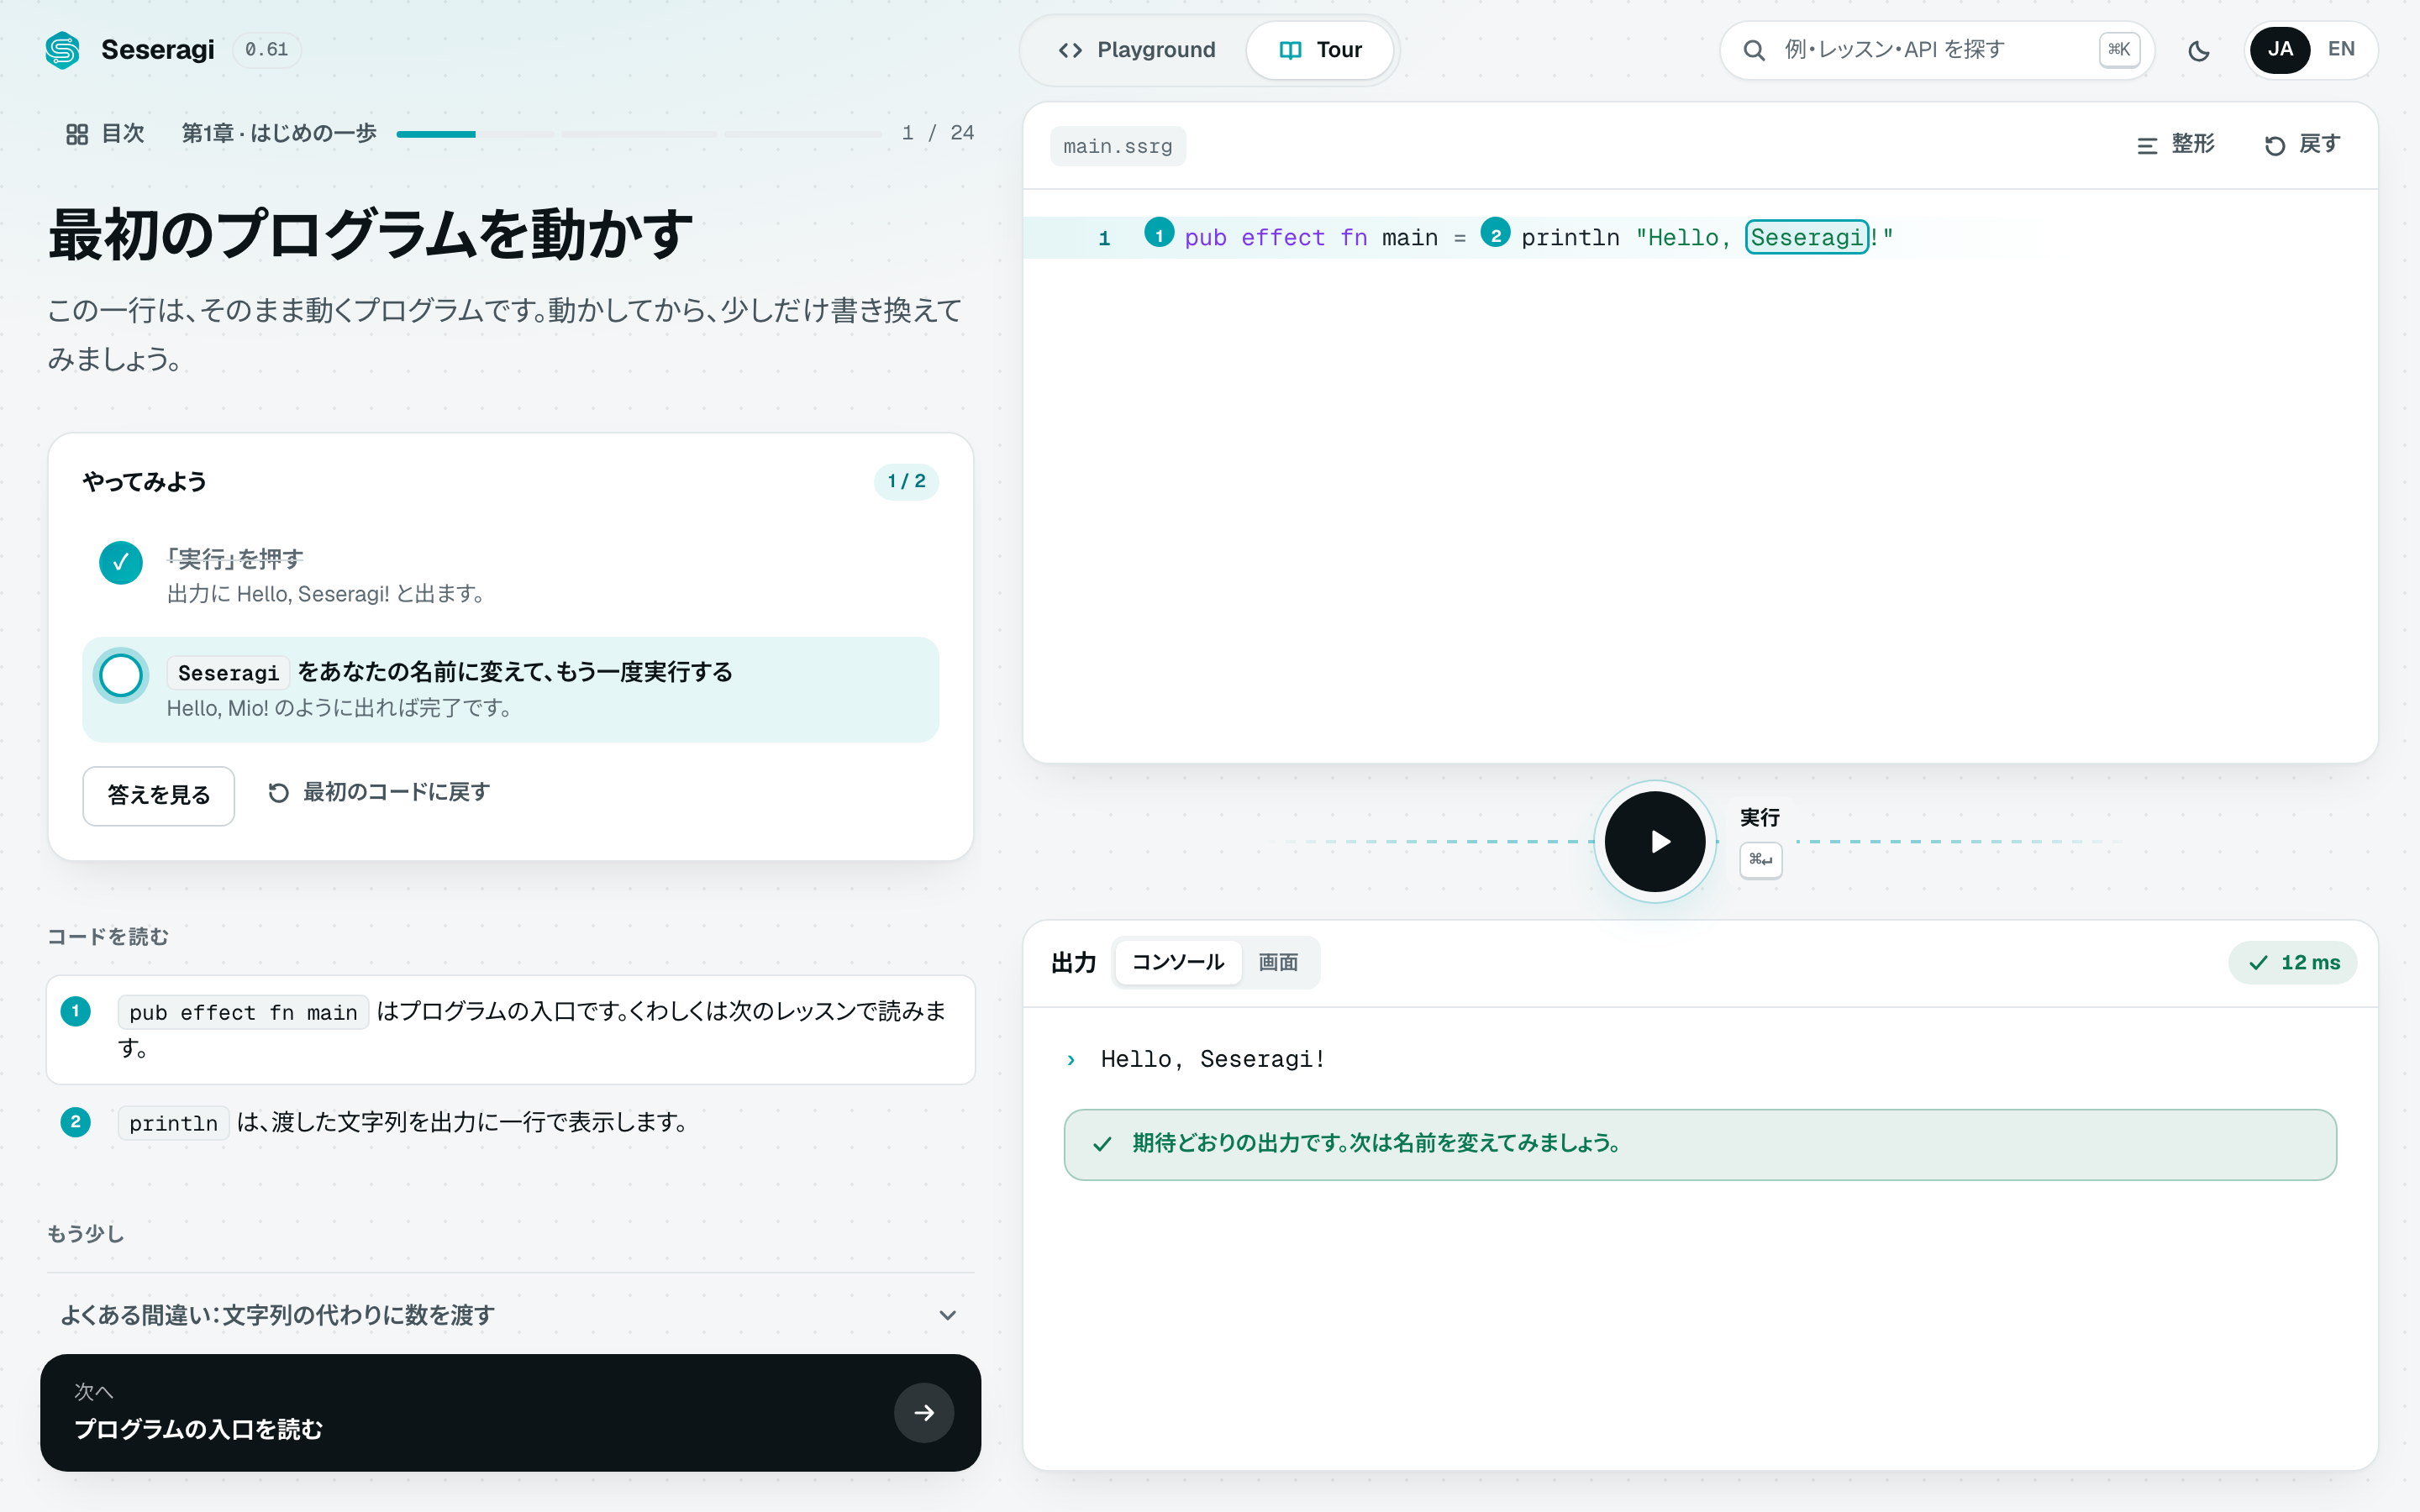 Seseragi 0.61
Playground
Tour
例・レッスン・API を探す ⌘K
JA EN
目次 第1章・はじめの一歩 1 / 24
最初のプログラムを動かす
この一行は、そのまま動くプログラムです。動かしてから、少しだけ書き換えて
みましょう。
やってみよう 1 / 2
「実行」を押す
出力に Hello, Seseragi! と出ます。
Seseragi をあなたの名前に変えて、もう一度実行する
Hello, Mio! のように出れば完了です。
答えを見る 最初のコードに戻す
コードを読む
1 pub effect fn main はプログラムの入口です。くわしくは次のレッスンで読みま
す。
2 println は、渡した文字列を出力に一行で表示します。
もう少し
よくある間違い：文字列の代わりに数を渡す
次へ
プログラムの入口を読む
main.ssrg 整形 戻す
1 1 pub effect fn main = 2 println "Hello, Seseragi!"
実行
⌘↵
出力 コンソール 画面 12 ms
› Hello, Seseragi!
期待どおりの出力です。次は名前を変えてみましょう。